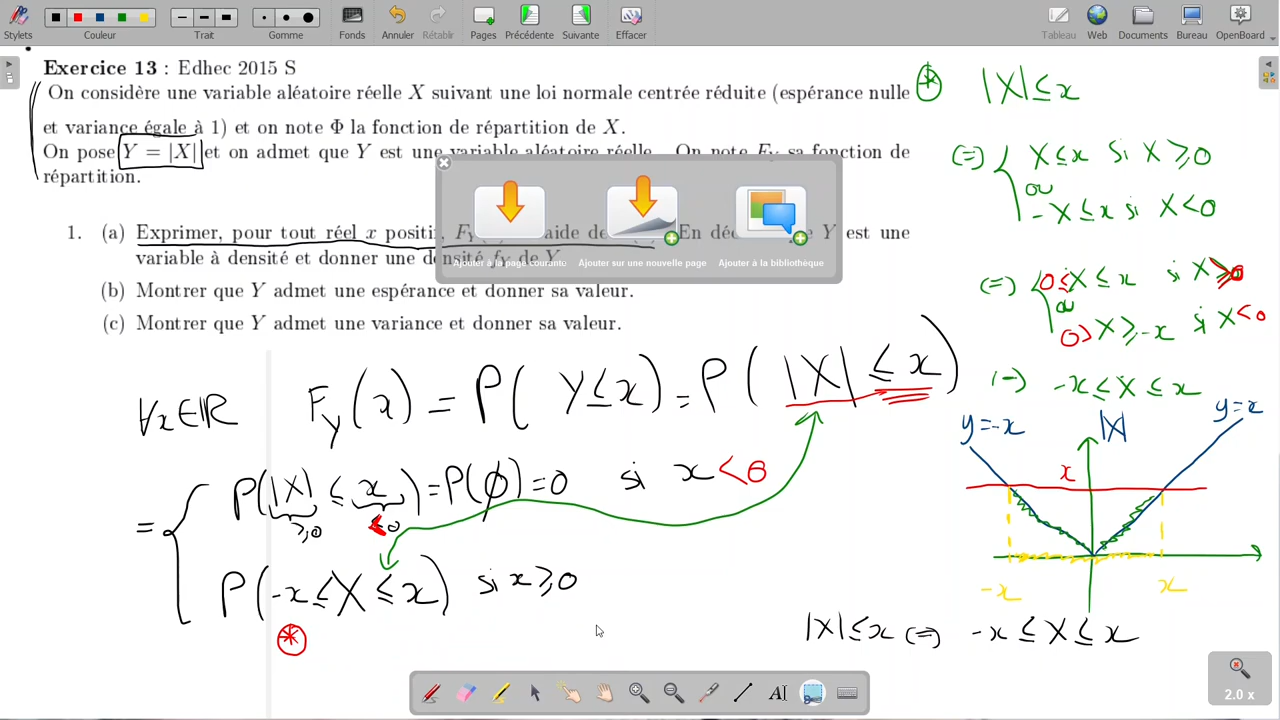 Stylets Couleur Trait Gomme Fonds Annuler Rétablir Pages Précédente Suivante Effacer Tableau Web Documents Bureau OpenBoard
Exercice 13 : Edhec 2015 S
On considère une variable aléatoire réelle X suivant une loi normale centrée réduite (espérance nulle
et variance égale à 1) et on note Φ la fonction de répartition de X.
On pose Y = |X| et on admet que Y est une variable aléatoire réelle. On note F_Y sa fonction de
répartition.
1. (a) Exprimer, pour tout réel x positif, En Y est une
variable à densité et donner une densité f_Y de Y.
(b) Montrer que Y admet une espérance et donner sa valeur.
(c) Montrer que Y admet une variance et donner sa valeur.
Ajouter à la page courante
Ajouter sur une nouvelle page
Ajouter à la bibliothèque
∀x∈ℝ F_Y(x) = P(Y≤x) = P(|X| ≤ x)
= { P(|X| ≤ x) = P(∅) = 0 si x < 0
≥0 <0
P(-x ≤ X ≤ x) si x ≥ 0
*
* |X| ≤ x
(=) { X ≤ x si X ≥ 0
ou
-X ≤ x si X < 0
(=) { 0 ≤ X ≤ x si X ≥ 0
ou
0 > X ≥ -x si X < 0
(=) -x ≤ X ≤ x
y=-x |X| y=x
x
-x x
|X| ≤ x (=) -x ≤ X ≤ x
2.0 x